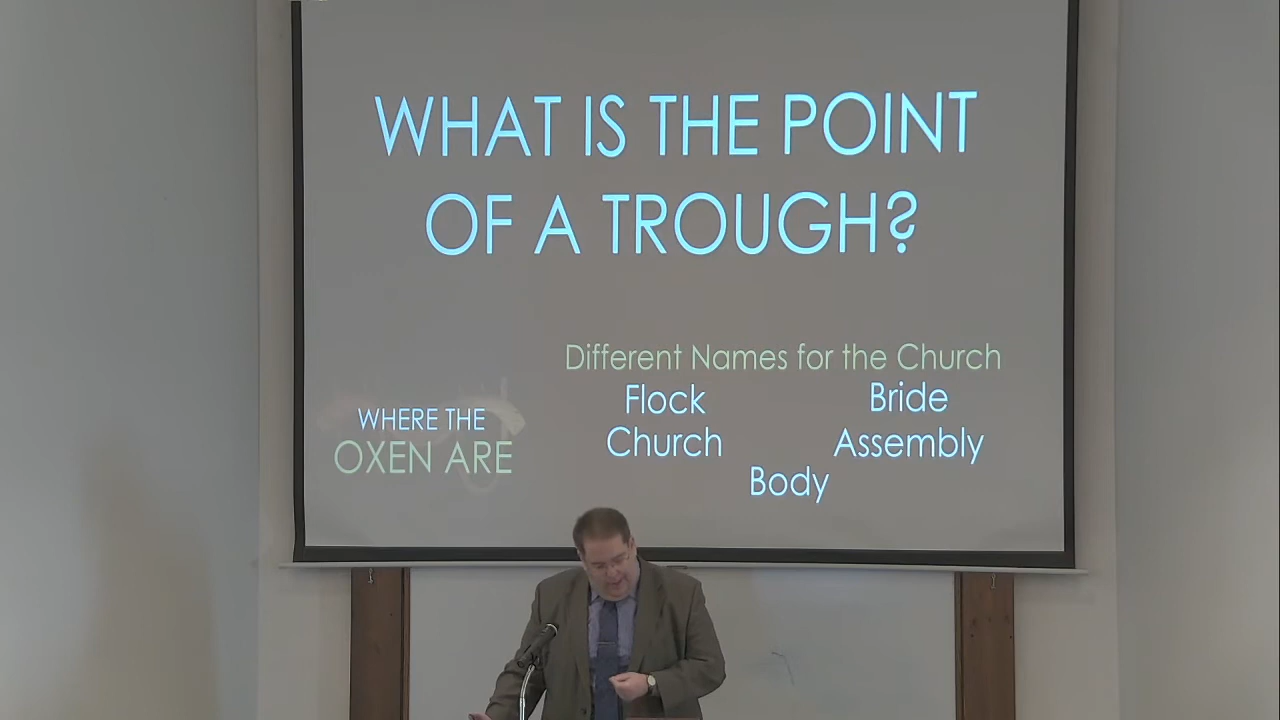 WHAT IS THE POINT
OF A TROUGH?
Different Names for the Church
Flock Bride
Church Assembly
Body
WHERE THE
OXEN ARE